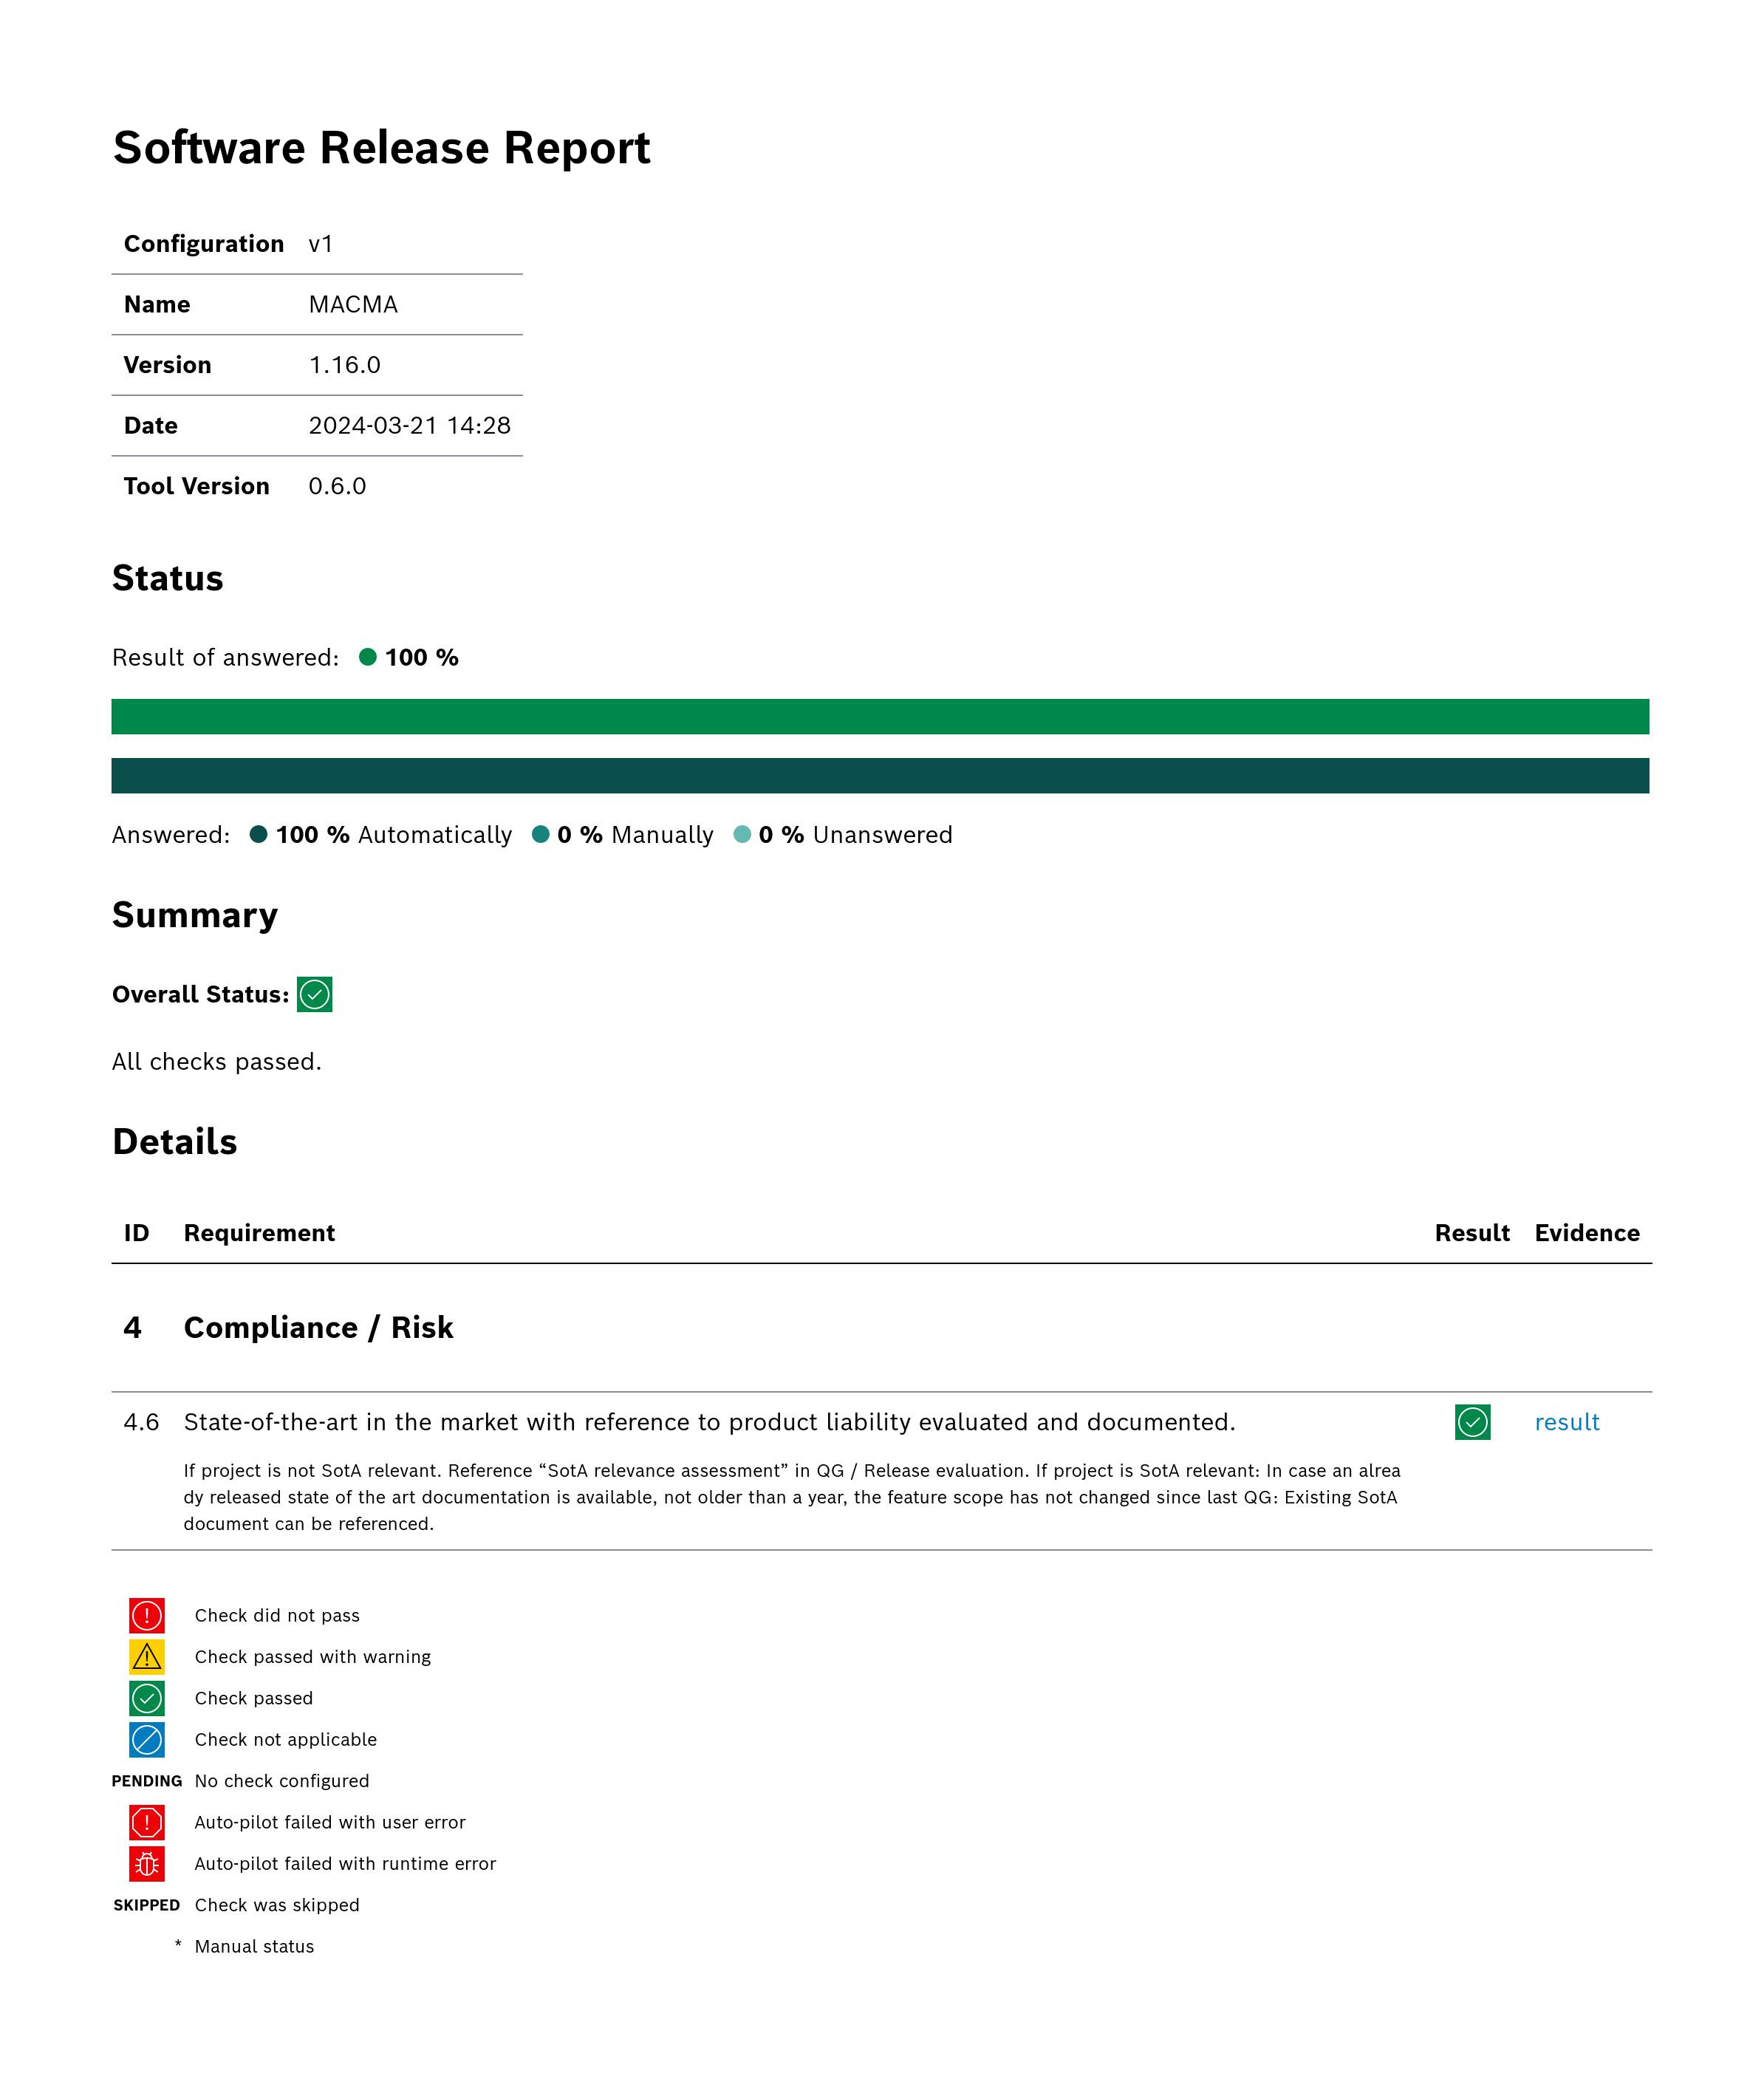 Software Release Report
Configuration v1
Name MACMA
Version 1.16.0
Date 2024-03-21 14:28
Tool Version 0.6.0
Status
Result of answered: 100 %
Answered: 100 % Automatically 0 % Manually 0 % Unanswered
Summary
Overall Status:
All checks passed.
Details
ID Requirement Result Evidence
4 Compliance / Risk
4.6 State-of-the-art in the market with reference to product liability evaluated and documented. result
If project is not SotA relevant. Reference “SotA relevance assessment” in QG / Release evaluation. If project is SotA relevant: In case an alrea
dy released state of the art documentation is available, not older than a year, the feature scope has not changed since last QG: Existing SotA
document can be referenced.
Check did not pass
Check passed with warning
Check passed
Check not applicable
PENDING No check configured
Auto-pilot failed with user error
Auto-pilot failed with runtime error
SKIPPED Check was skipped
* Manual status